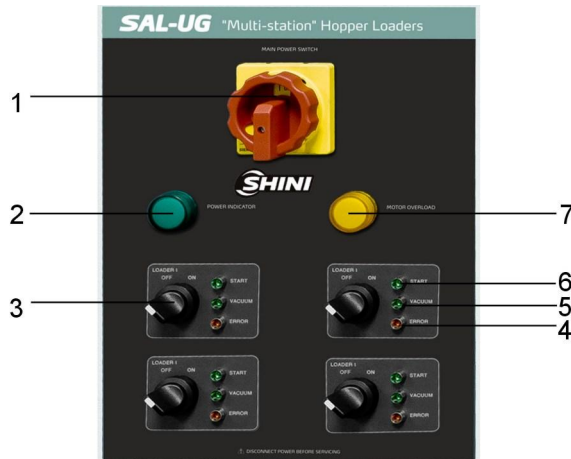 SAL-UG "Multi-station" Hopper Loaders
MAIN POWER SWITCH
1
SHINI
2
POWER INDICATOR
MOTOR OVERLOAD
7
LOADER I
OFF ON
START
VACUUM
ERROR
3
LOADER I
OFF ON
START
VACUUM
ERROR
6
5
4
LOADER I
OFF ON
START
VACUUM
ERROR
LOADER I
OFF ON
START
VACUUM
ERROR
⚠ DISCONNECT POWER BEFORE SERVICING